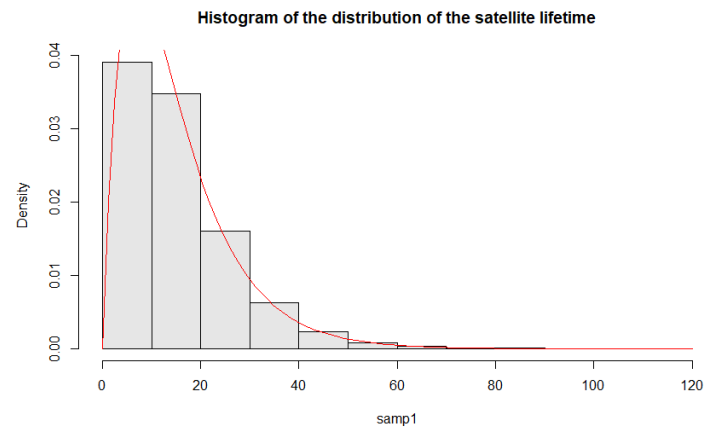 Histogram of the distribution of the satellite lifetime
Density
0.04
0.03
0.02
0.01
0.00
0 20 40 60 80 100 120
samp1